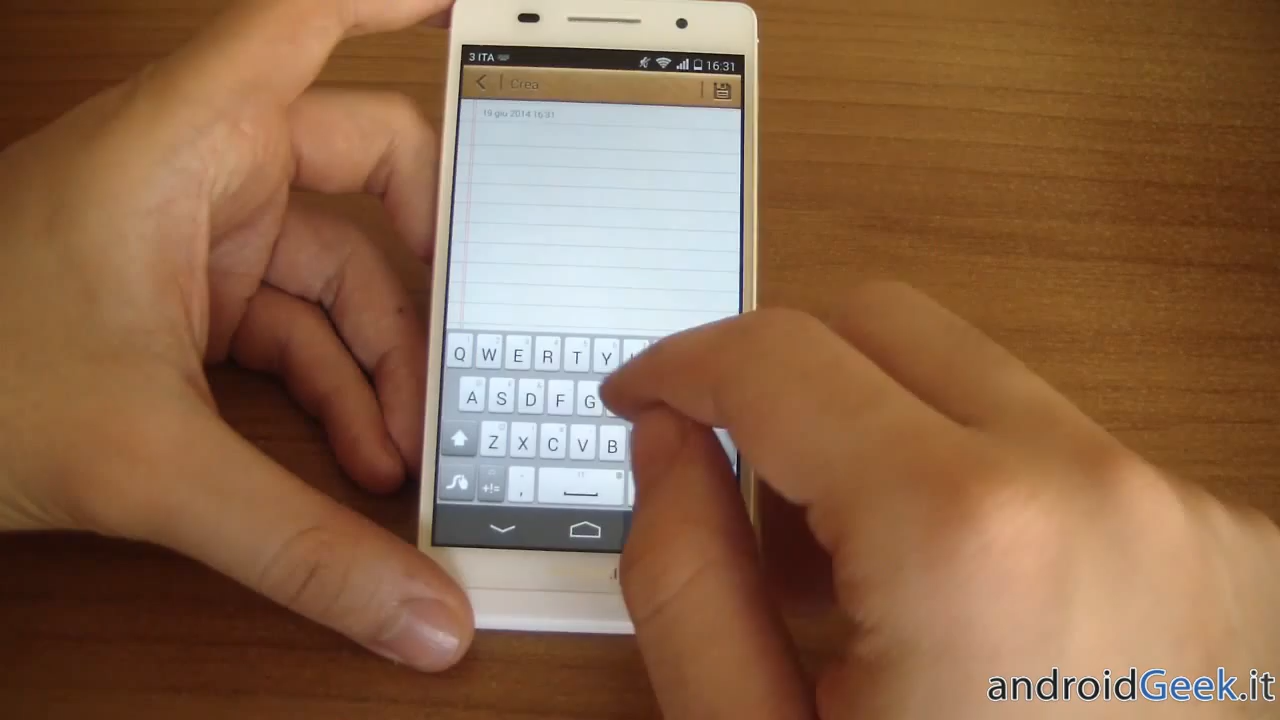 3 ITA 16:31
Crea
19 giu 2014 16:31
Q W E R T Y
A S D F G
Z X C V B
+!= , ;
androidGeek.it